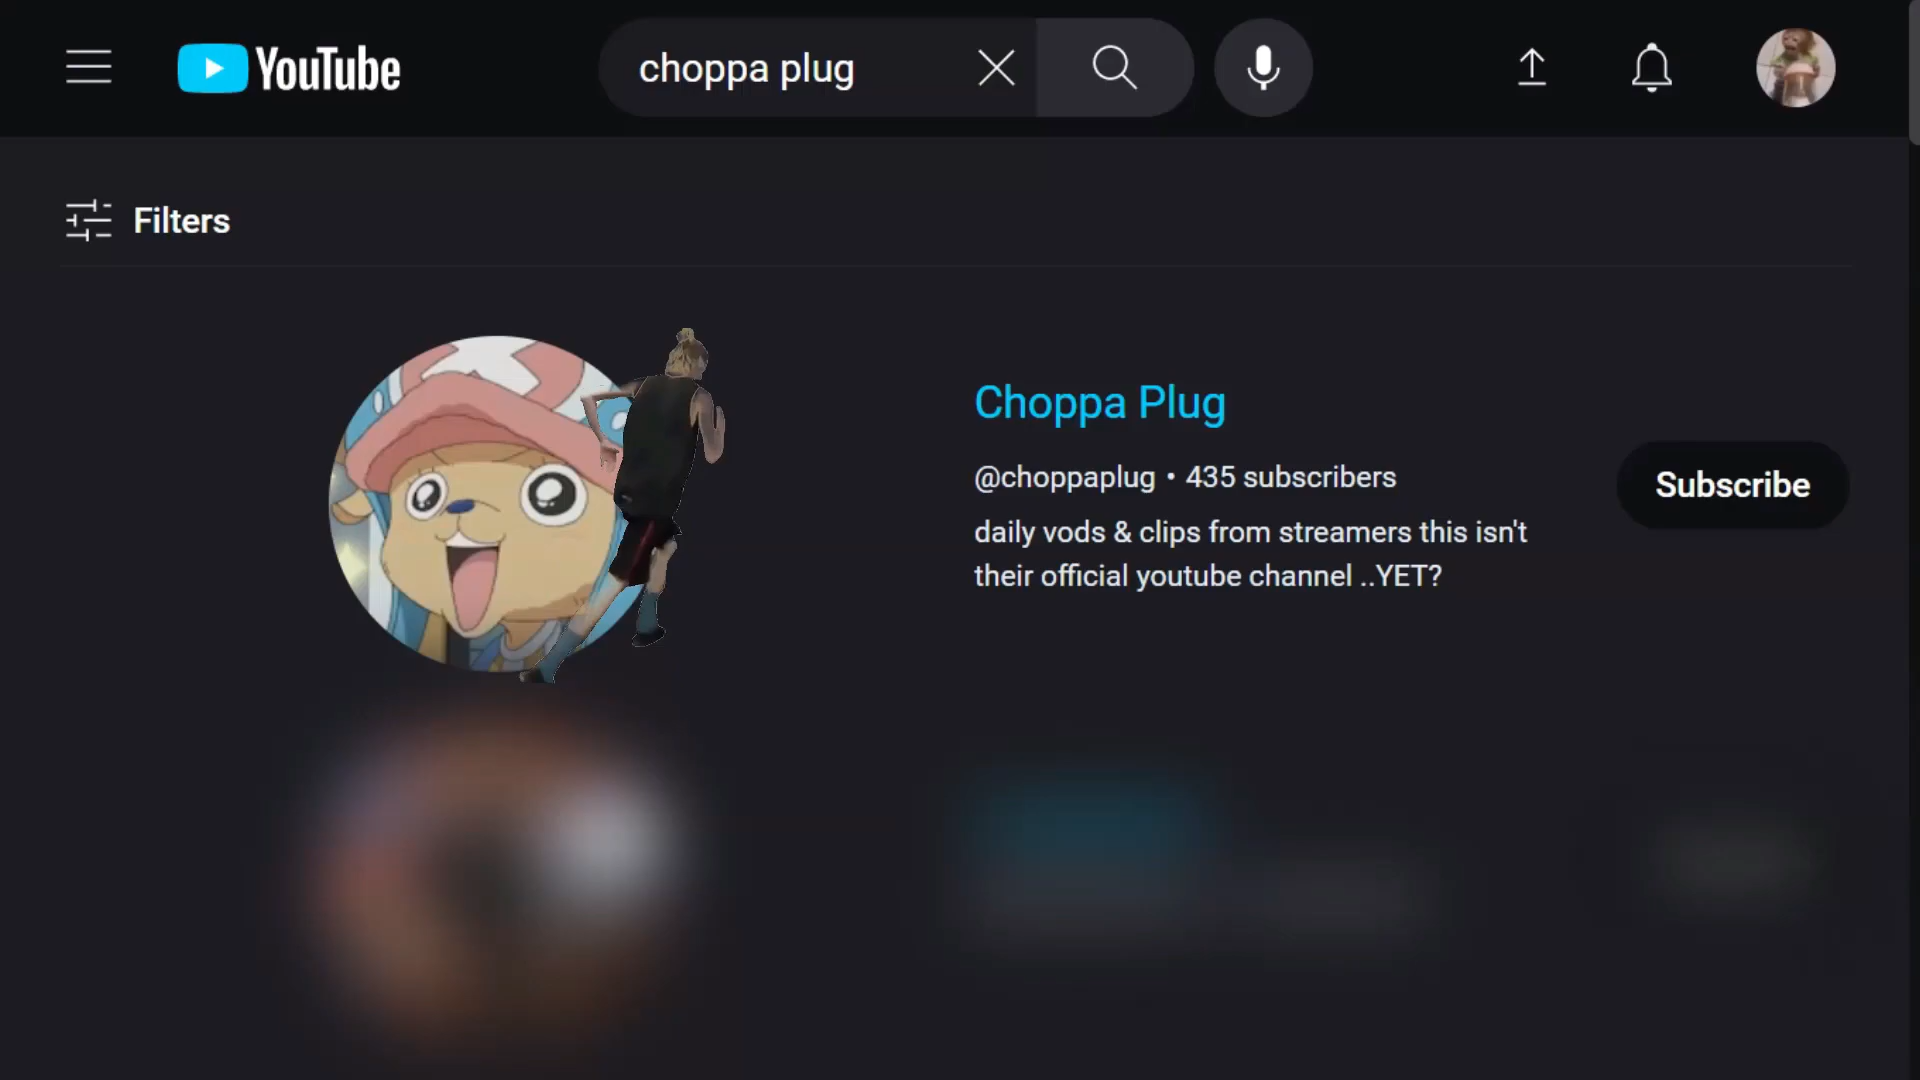 YouTube
choppa plug
Filters
Choppa Plug
@choppaplug • 435 subscribers
Subscribe
daily vods & clips from streamers this isn't
their official youtube channel ..YET?